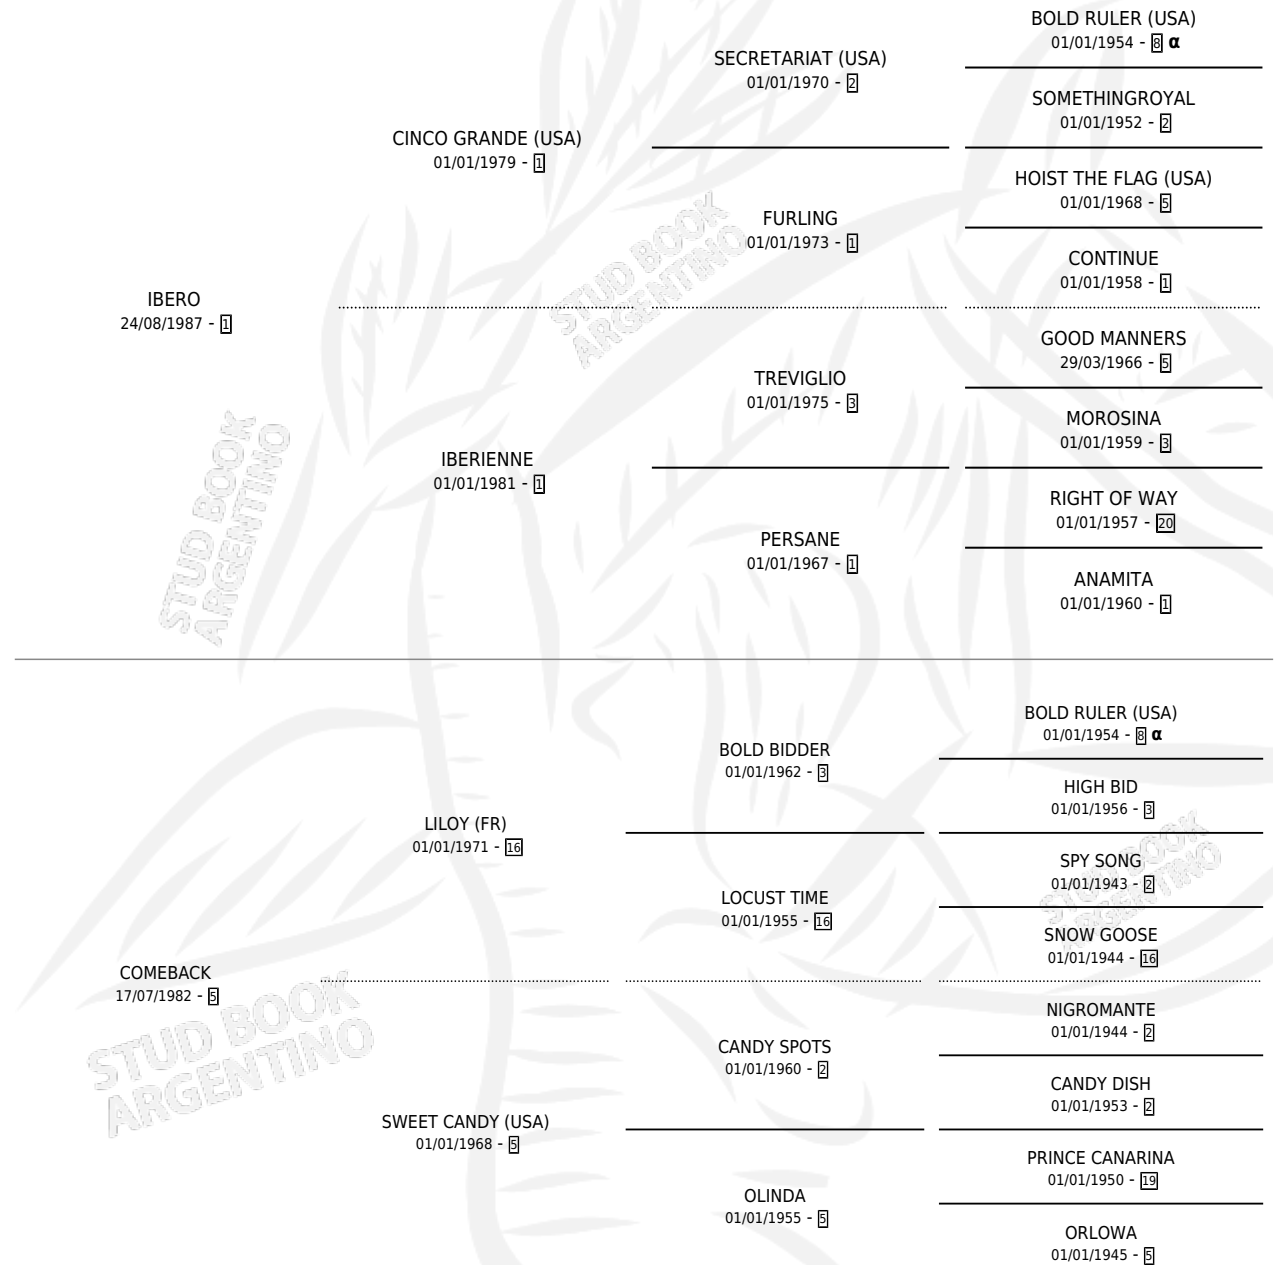 BOLD RULER (USA)
01/01/1954 - 8 α
SECRETARIAT (USA)
01/01/1970 - 2
SOMETHINGROYAL
01/01/1952 - 2
CINCO GRANDE (USA)
01/01/1979 - 1
HOIST THE FLAG (USA)
01/01/1968 - 5
FURLING
01/01/1973 - 1
CONTINUE
01/01/1958 - 1
IBERO
24/08/1987 - 1
GOOD MANNERS
29/03/1966 - 5
TREVIGLIO
01/01/1975 - 3
MOROSINA
01/01/1959 - 3
IBERIENNE
01/01/1981 - 1
RIGHT OF WAY
01/01/1957 - 20
PERSANE
01/01/1967 - 1
ANAMITA
01/01/1960 - 1
STUD BOOK
ARGENTINO
STUD BOOK
ARGENTINO
BOLD RULER (USA)
01/01/1954 - 8 α
BOLD BIDDER
01/01/1962 - 3
HIGH BID
01/01/1956 - 3
LILOY (FR)
01/01/1971 - 16
SPY SONG
01/01/1943 - 2
LOCUST TIME
01/01/1955 - 16
SNOW GOOSE
01/01/1944 - 16
COMEBACK
17/07/1982 - 5
NIGROMANTE
01/01/1944 - 2
CANDY SPOTS
01/01/1960 - 2
CANDY DISH
01/01/1953 - 2
SWEET CANDY (USA)
01/01/1968 - 5
PRINCE CANARINA
01/01/1950 - 19
OLINDA
01/01/1955 - 5
ORLOWA
01/01/1945 - 5
STUD BOOK
ARGENTINO
STUD BOOK
ARGENTINO